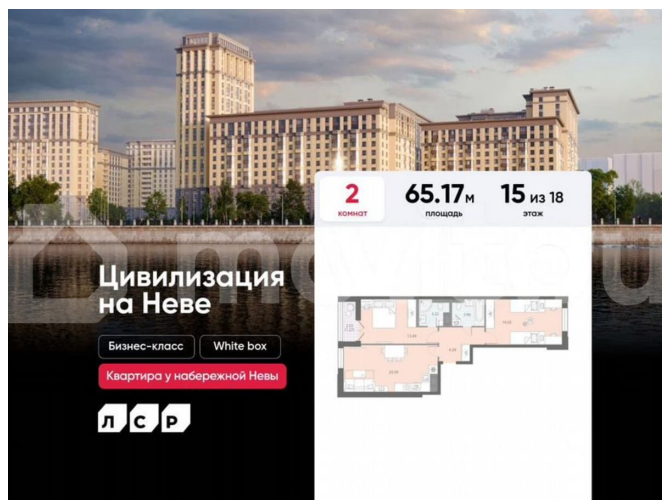 2
комнат
65.17м
площадь
15 из 18
этаж
Цивилизация
на Неве
Бизнес-класс
White box
Квартира у набережной Невы
ЛСР